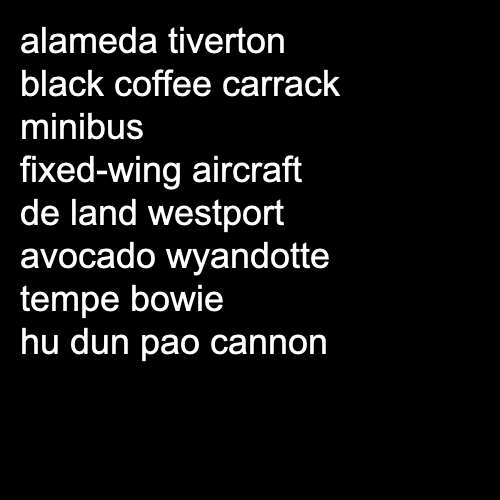 alameda tiverton
black coffee carrack
minibus
fixed-wing aircraft
de land westport
avocado wyandotte
tempe bowie
hu dun pao cannon